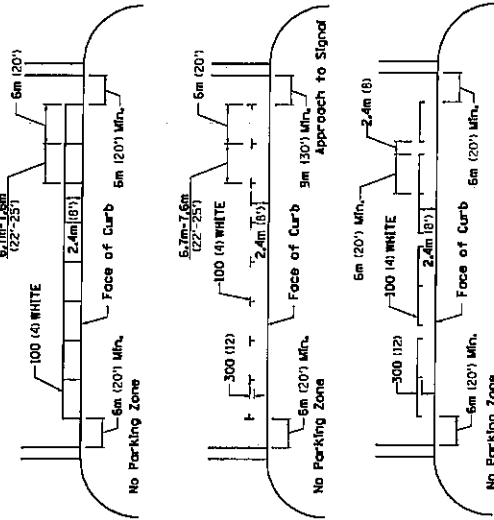 6.7m-7.6m
(22'-25')
6m (20')
100 (4) WHITE
2.4m (8')
Face of Curb
6m (20') Min.
6m (20') Min.
No Parking Zone
6.7m-7.6m
(22'-25')
6m (20')
100 (4) WHITE
2.4m (8')
300 (12)
Face of Curb
9m (30') Min.
Approach to Signal
6m (20') Min.
No Parking Zone
2.4m (8)
6m (20') Min.
100 (4) WHITE
2.4m (8')
300 (12)
Face of Curb
6m (20') Min.
6m (20') Min.
No Parking Zone